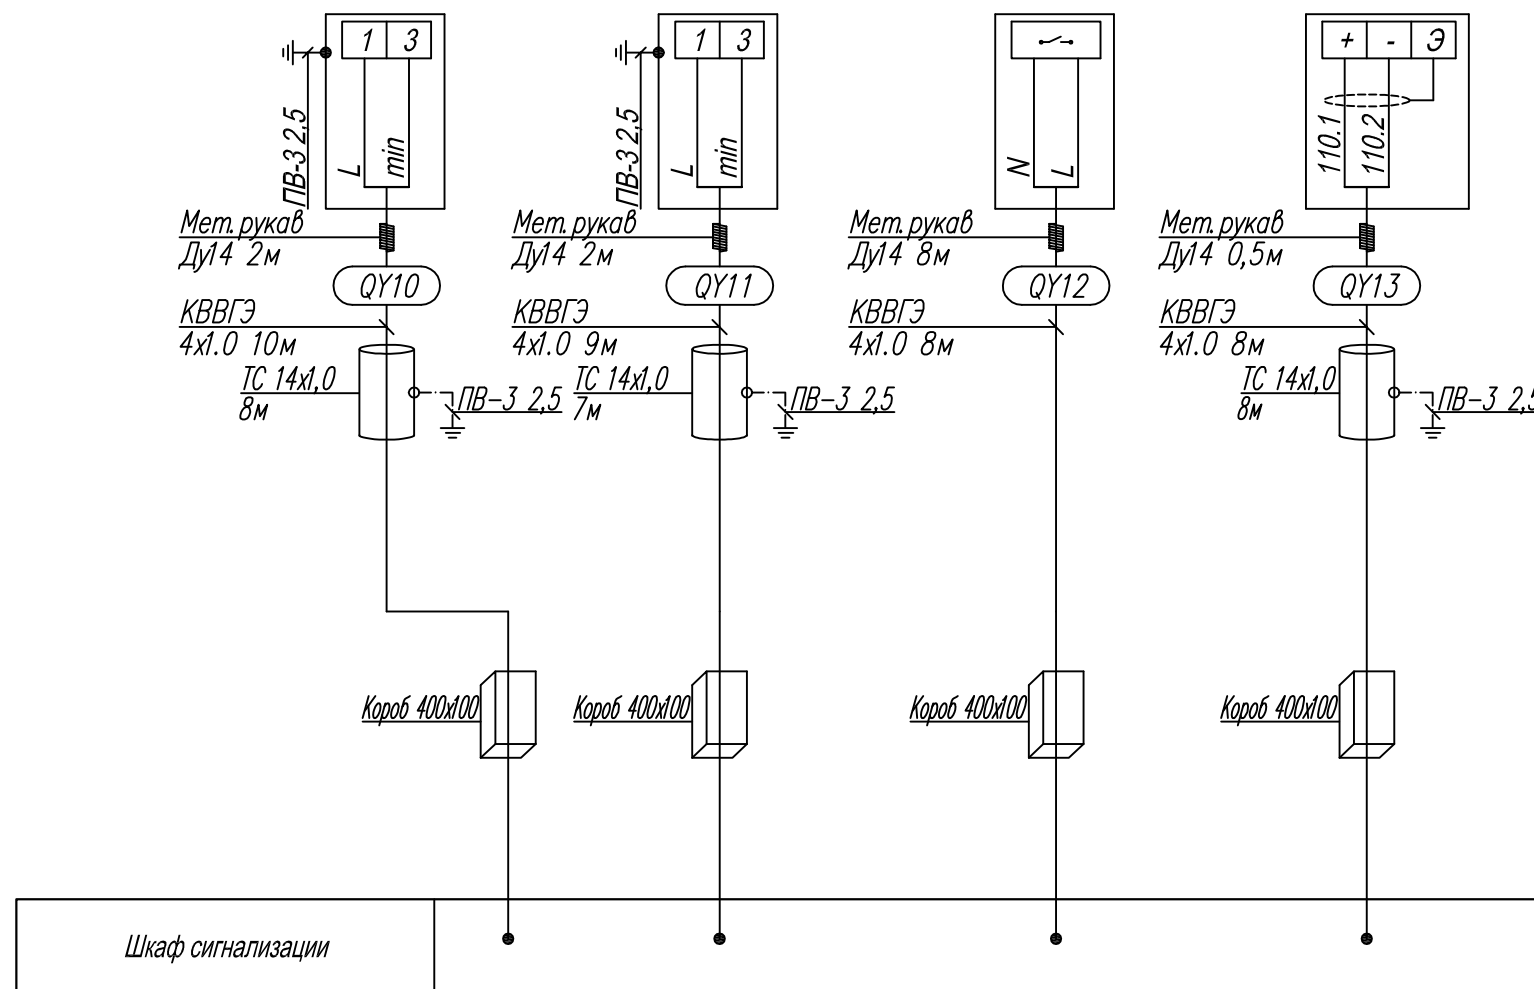 1 3
ПВ-3 2,5
L
min
Мет. рукав
Ду14 2м
QY10
КВВГЭ
4х1.0 10м
ТС 14х1,0
8м
ПВ-3 2,5
Короб 400х100
1 3
ПВ-3 2,5
L
min
Мет. рукав
Ду14 2м
QY11
КВВГЭ
4х1.0 9м
ТС 14х1,0
7м
ПВ-3 2,5
Короб 400х100
N
L
Мет. рукав
Ду14 8м
QY12
КВВГЭ
4х1.0 8м
Короб 400х100
+ - Э
110.1
110.2
Мет. рукав
Ду14 0,5м
QY13
КВВГЭ
4х1.0 8м
ТС 14х1,0
8м
ПВ-3 2,5
Короб 400х100
Шкаф сигнализации